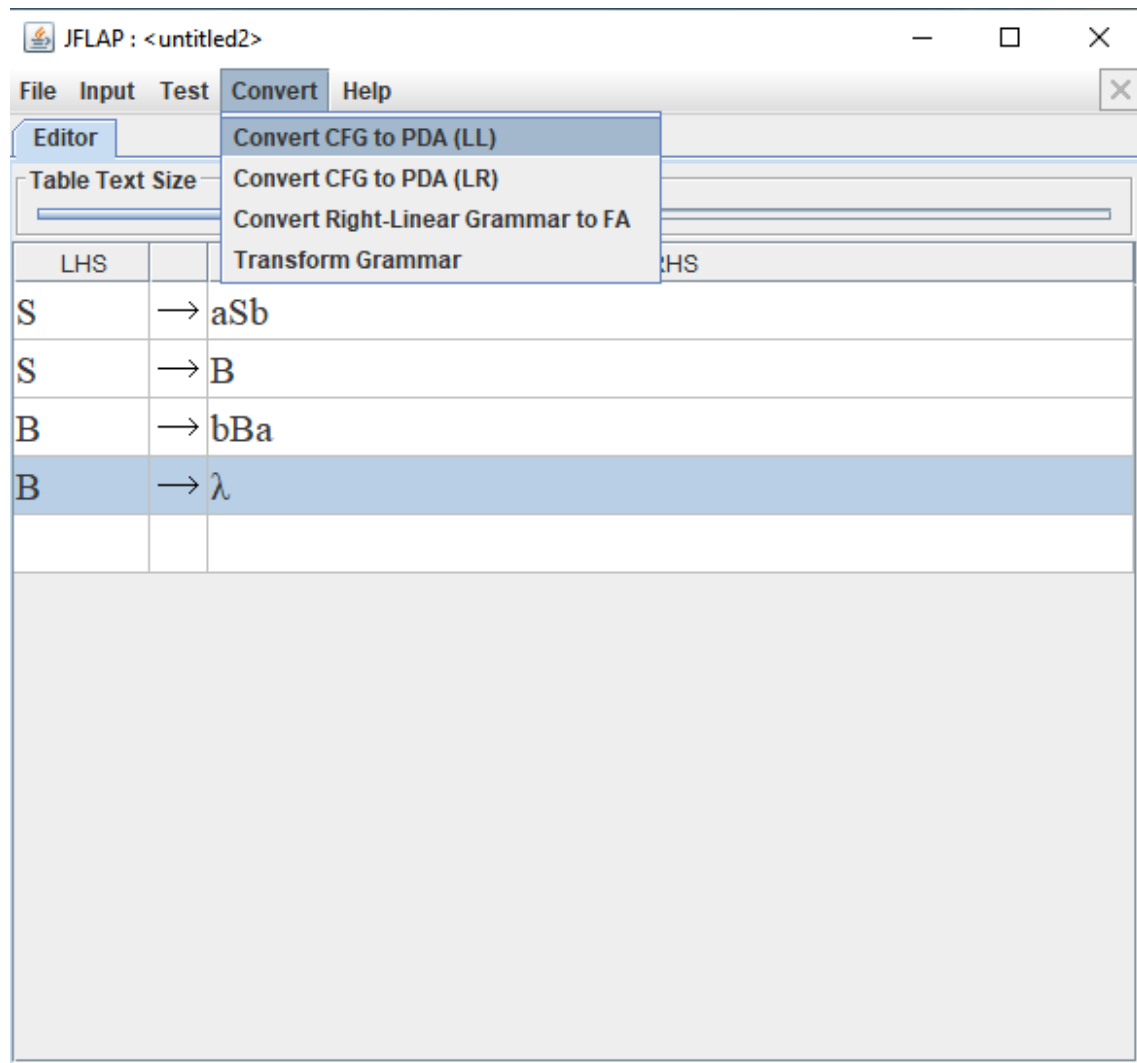 JFLAP : <untitled2>
File Input Test Convert Help
Editor
Convert CFG to PDA (LL)
Table Text Size
Convert CFG to PDA (LR)
Convert Right-Linear Grammar to FA
Transform Grammar
LHS RHS
S → aSb
S → B
B → bBa
B → λ